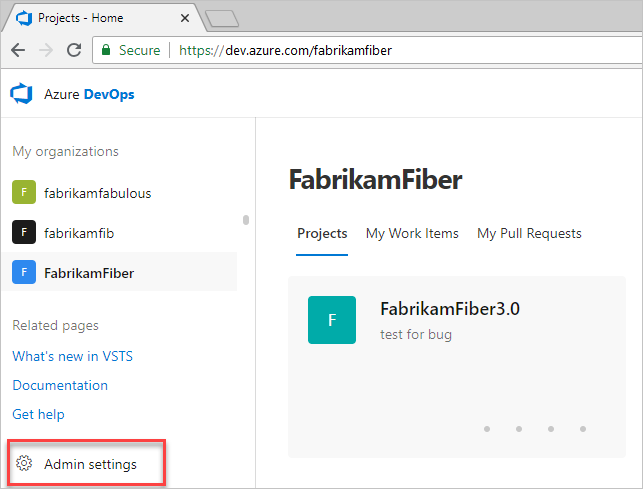 Projects - Home
Secure https://dev.azure.com/fabrikamfiber
Azure DevOps
My organizations
F fabrikamfabulous
F fabrikamfib
F FabrikamFiber
Related pages
What's new in VSTS
Documentation
Get help
Admin settings
FabrikamFiber
Projects My Work Items My Pull Requests
F FabrikamFiber3.0
test for bug